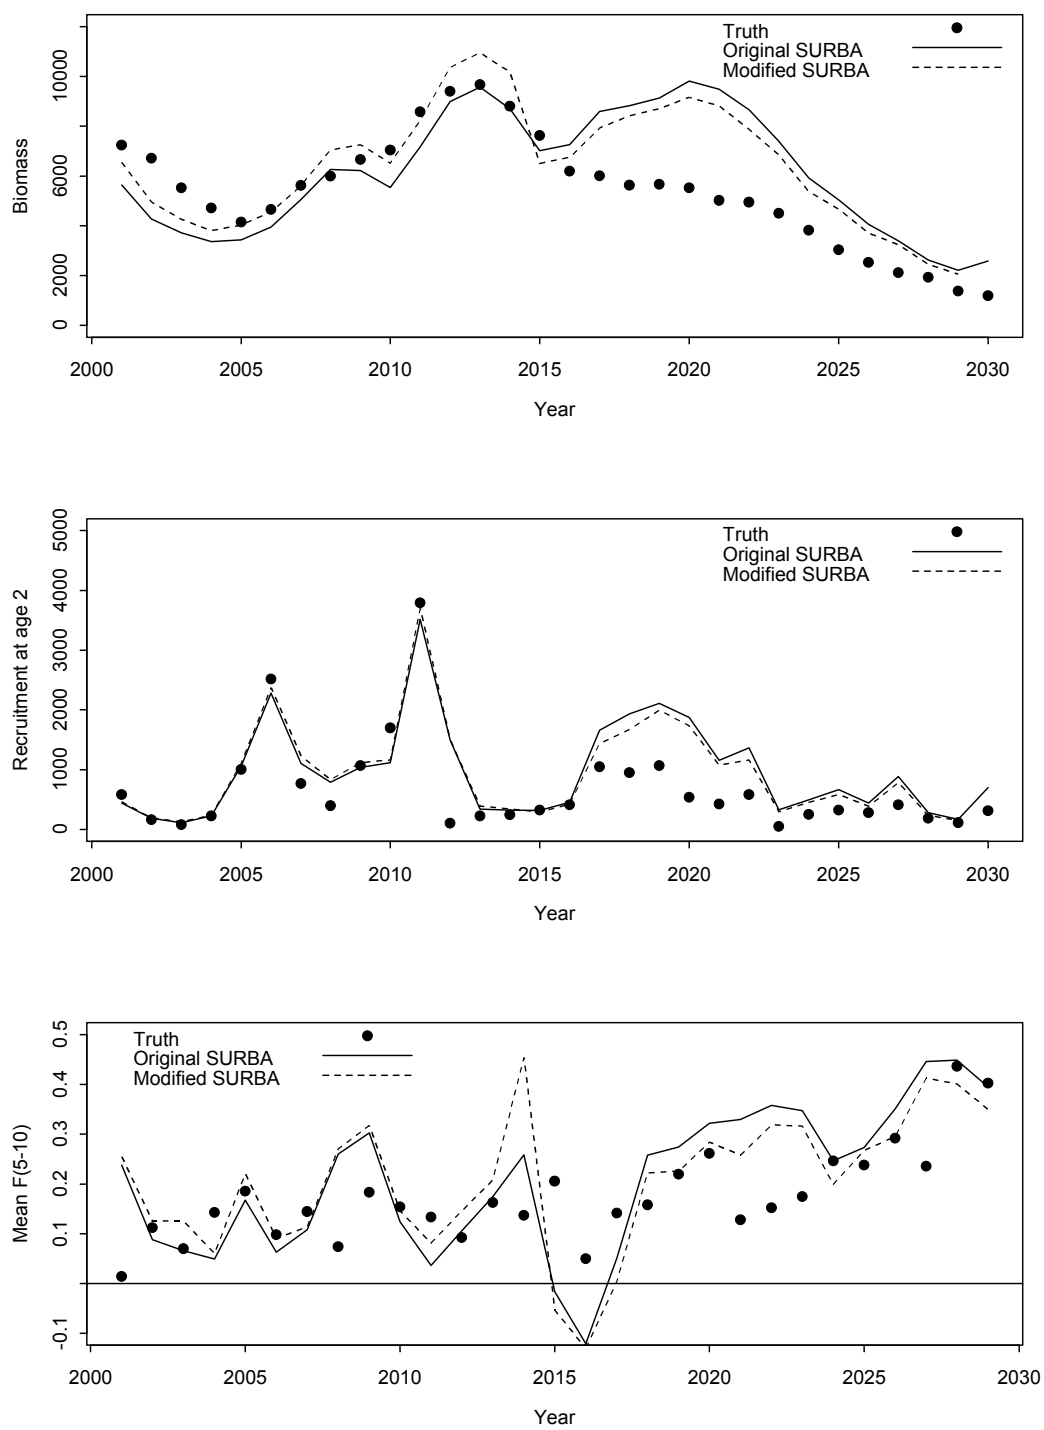 Truth
Original SURBA
Modified SURBA
Biomass
0
2000
6000
10000
2000
2005
2010
2015
2020
2025
2030
Year
Truth
Original SURBA
Modified SURBA
Recruitment at age 2
0
1000
2000
3000
4000
5000
2000
2005
2010
2015
2020
2025
2030
Year
Truth
Original SURBA
Modified SURBA
Mean F(5-10)
-0.1
0.1
0.2
0.3
0.4
0.5
2000
2005
2010
2015
2020
2025
2030
Year